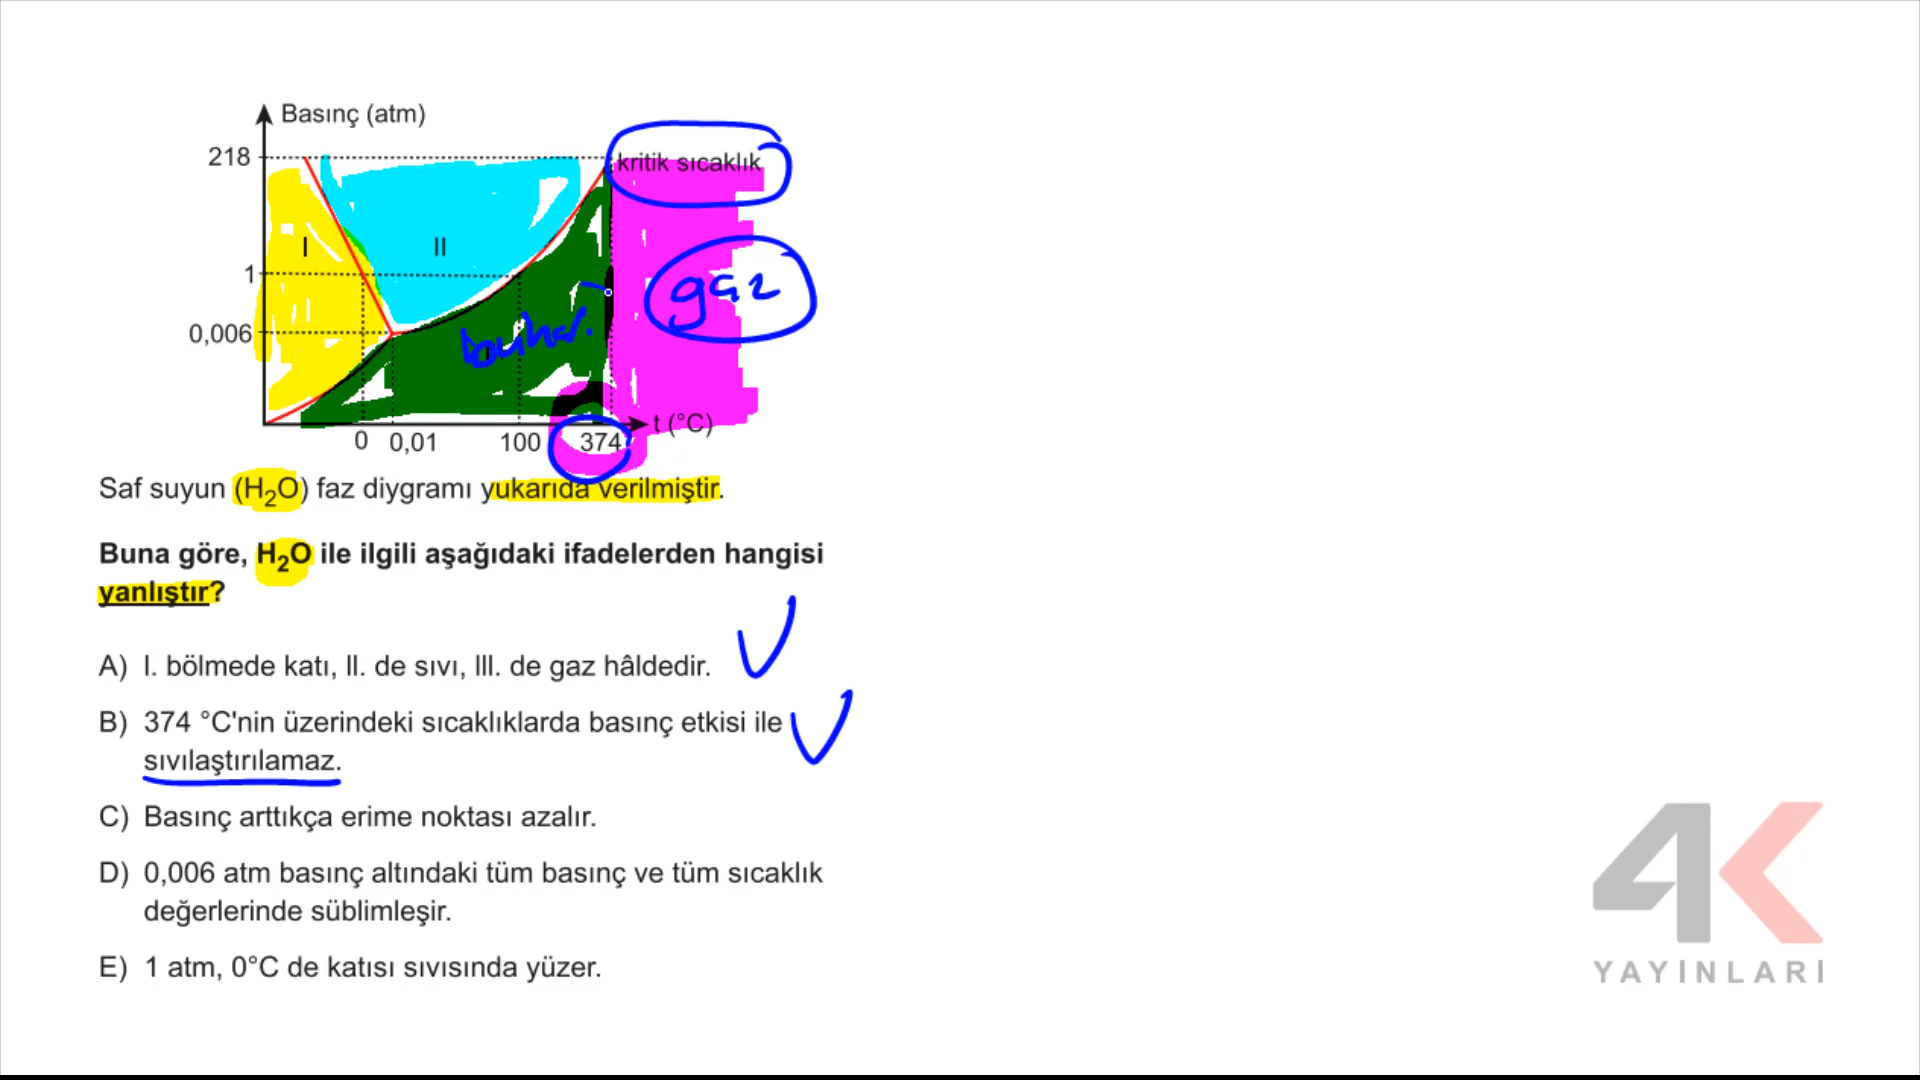 Basınç (atm)
218
kritik sıcaklık
I
II
1
gaz
buhar.
0,006
t (°C)
0 0,01 100 374
Saf suyun (H₂O) faz diygramı yukarıda verilmiştir.
Buna göre, H₂O ile ilgili aşağıdaki ifadelerden hangisi
yanlıştır?
A) I. bölmede katı, II. de sıvı, III. de gaz hâldedir.
B) 374 °C'nin üzerindeki sıcaklıklarda basınç etkisi ile
sıvılaştırılamaz.
C) Basınç arttıkça erime noktası azalır.
D) 0,006 atm basınç altındaki tüm basınç ve tüm sıcaklık
değerlerinde süblimleşir.
E) 1 atm, 0°C de katısı sıvısında yüzer.
4K
YAYINLARI